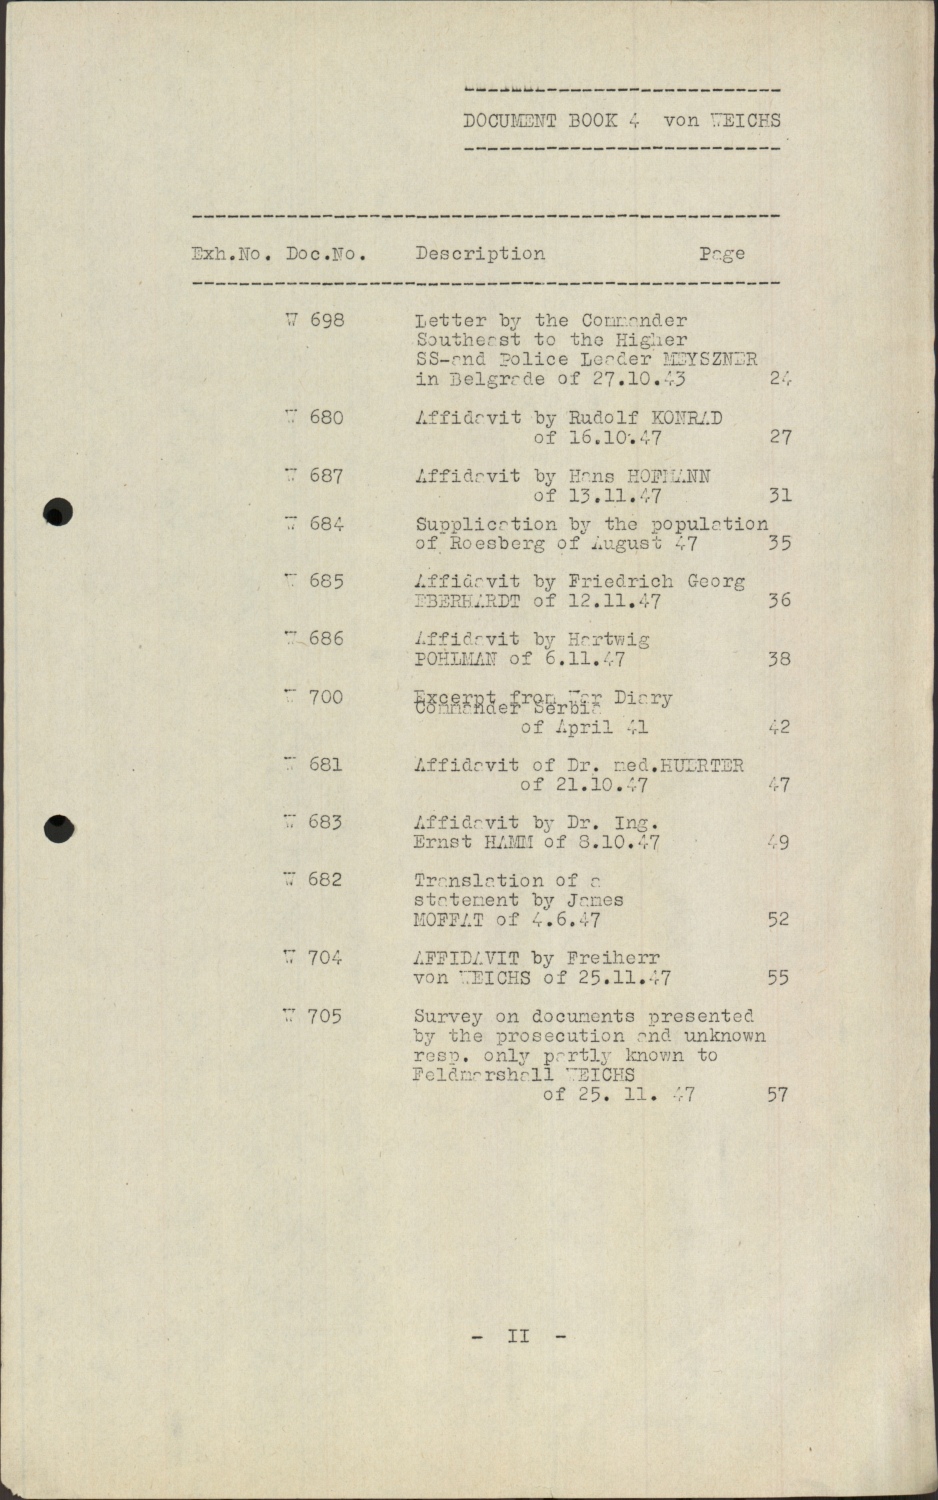 DOCUMENT BOOK 4 von WEICHS
Exh.No. Doc.No. Description Page
W 698 Letter by the Commander
Southeast to the Higher
SS-and Police Leader MEYSZNER
in Belgrade of 27.10.43 24
W 680 Affidavit by Rudolf KONRAD
of 16.10.47 27
W 687 Affidavit by Hans HOFMANN
of 13.11.47 31
W 684 Supplication by the population
of Roesberg of August 47 35
W 685 Affidavit by Friedrich Georg
EBERHARDT of 12.11.47 36
W 686 Affidavit by Hartwig
POHLMAN of 6.11.47 38
W 700 Excerpt from War Diary
Commander Serbia
of April 41 42
W 681 Affidavit of Dr. med.HUERTER
of 21.10.47 47
W 683 Affidavit by Dr. Ing.
Ernst HAMM of 8.10.47 49
W 682 Translation of a
statement by James
MOFFAT of 4.6.47 52
W 704 AFFIDAVIT by Freiherr
von WEICHS of 25.11.47 55
W 705 Survey on documents presented
by the prosecution and unknown
resp. only partly known to
Feldmarshall WEICHS
of 25. 11. 47 57
- II -